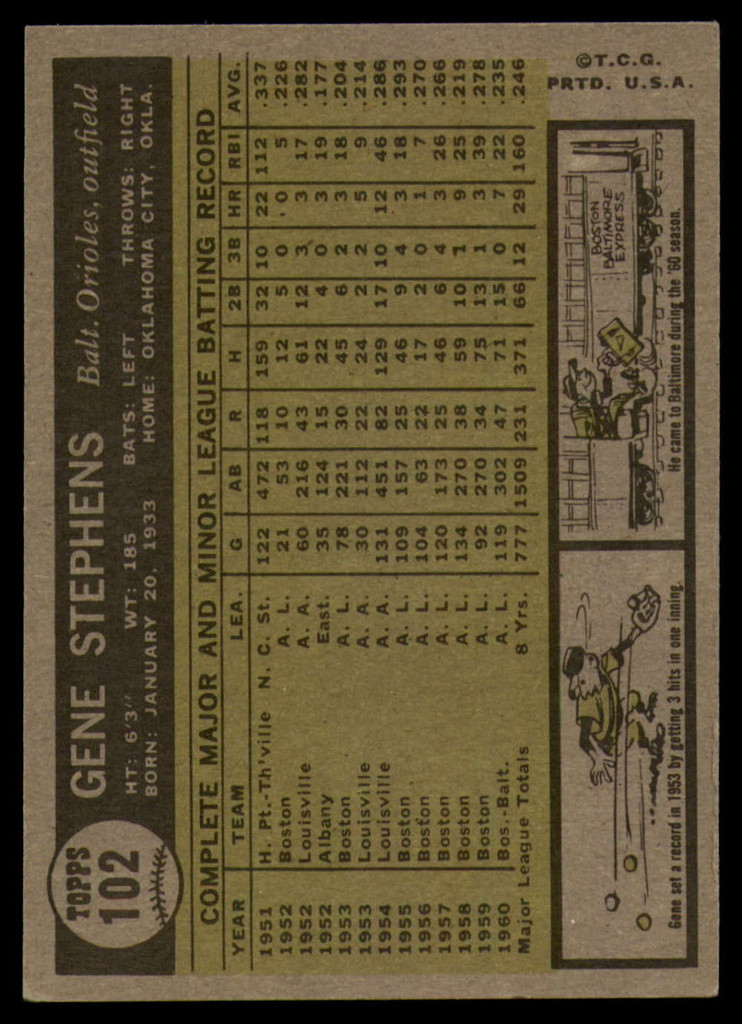 TOPPS
102
GENE STEPHENS Balt. Orioles, outfield
HT: 6'3" WT: 185 BATS: LEFT THROWS: RIGHT
BORN: JANUARY 20, 1933 HOME: OKLAHOMA CITY, OKLA.
COMPLETE MAJOR AND MINOR LEAGUE BATTING RECORD
YEAR TEAM LEA. G AB R H 2B 3B HR RBI AVG.
1951 H. Pt.-Th'ville N. C. St. 122 472 118 159 32 10 22 112 .337
1952 Boston A. L. 21 53 10 12 5 0 0 5 .226
1952 Louisville A. A. 60 216 43 61 12 3 3 17 .282
1952 Albany East. 35 124 15 22 4 0 3 19 .177
1953 Boston A. L. 78 221 30 45 6 2 3 18 .204
1953 Louisville A. A. 30 112 22 24 2 2 5 9 .214
1954 Louisville A. A. 131 451 82 129 17 10 12 46 .286
1955 Boston A. L. 109 157 25 46 9 4 3 18 .293
1956 Boston A. L. 104 63 22 17 2 0 1 7 .270
1957 Boston A. L. 120 173 25 46 6 4 3 26 .266
1958 Boston A. L. 134 270 38 59 10 1 9 25 .219
1959 Boston A. L. 92 270 34 75 13 1 3 39 .278
1960 Bos.-Balt. A. L. 119 302 47 71 15 0 7 22 .235
Major League Totals 8 Yrs. 777 1509 231 371 66 12 29 160 .246
Gene set a record in 1953 by getting 3 hits in one inning.
BOSTON
BALTIMORE
EXPRESS
He came to Baltimore during the '60 season.
©T.C.G.
PRTD. U.S.A.